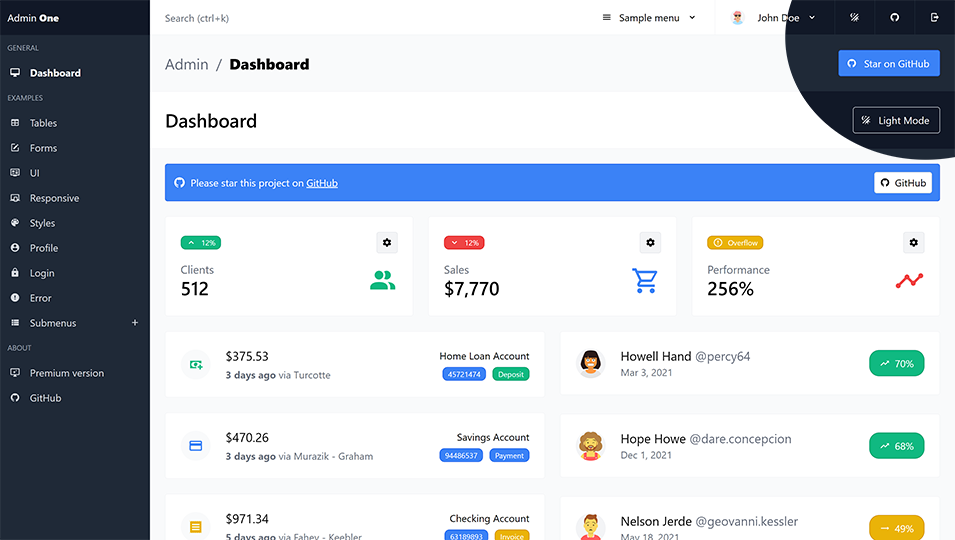 Admin One
Search (ctrl+k)
Sample menu
John Doe
GENERAL
Dashboard
EXAMPLES
Tables
Forms
UI
Responsive
Styles
Profile
Login
Error
Submenus +
ABOUT
Premium version
GitHub
Admin / Dashboard
Star on GitHub
Dashboard
Light Mode
Please star this project on GitHub
GitHub
12%
Clients
512
12%
Sales
$7,770
Overflow
Performance
256%
$375.53
3 days ago via Turcotte
Home Loan Account
45721474 Deposit
$470.26
3 days ago via Murazik - Graham
Savings Account
94486537 Payment
$971.34
5 days ago via Fahey - Keebler
Checking Account
63189893 Invoice
Howell Hand @percy64
Mar 3, 2021
70%
Hope Howe @dare.concepcion
Dec 1, 2021
68%
Nelson Jerde @geovanni.kessler
May 18, 2021
49%